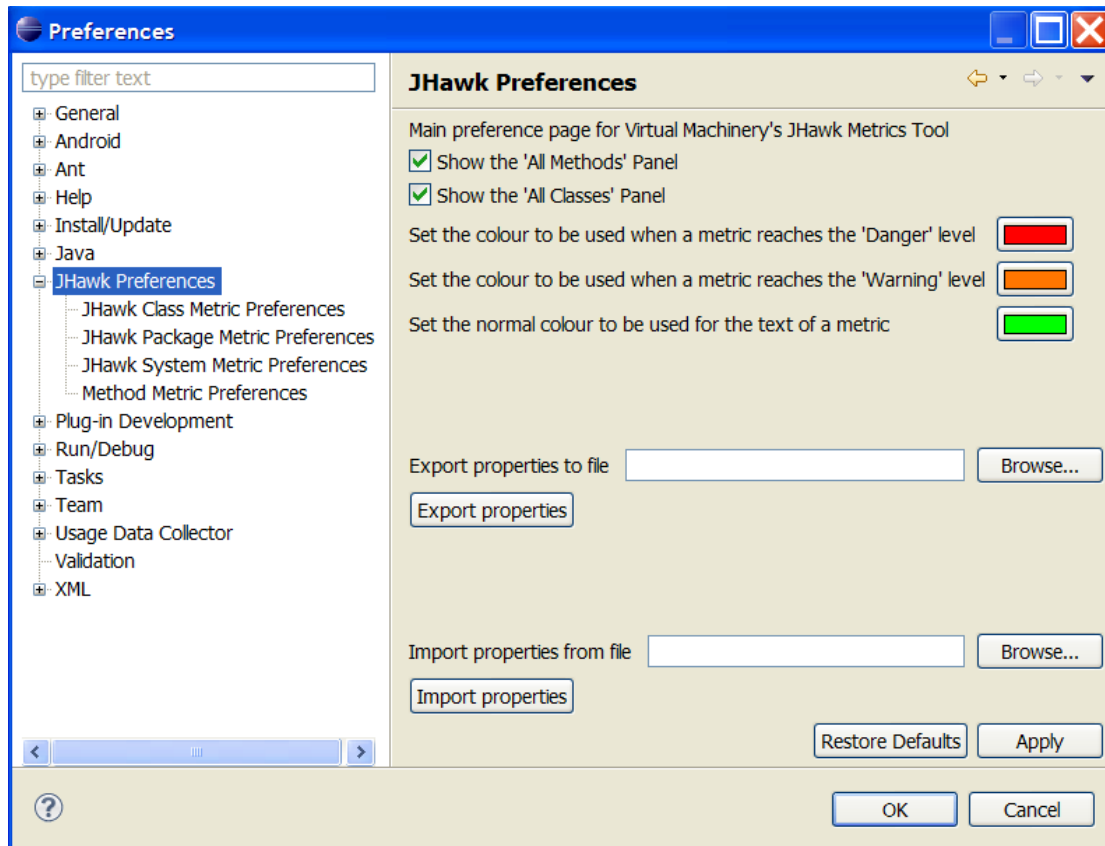 Preferences
type filter text
General
Android
Ant
Help
Install/Update
Java
JHawk Preferences
JHawk Class Metric Preferences
JHawk Package Metric Preferences
JHawk System Metric Preferences
Method Metric Preferences
Plug-in Development
Run/Debug
Tasks
Team
Usage Data Collector
Validation
XML
JHawk Preferences
Main preference page for Virtual Machinery's JHawk Metrics Tool
Show the 'All Methods' Panel
Show the 'All Classes' Panel
Set the colour to be used when a metric reaches the 'Danger' level
Set the colour to be used when a metric reaches the 'Warning' level
Set the normal colour to be used for the text of a metric
Export properties to file Browse...
Export properties
Import properties from file Browse...
Import properties
Restore Defaults Apply
? OK Cancel